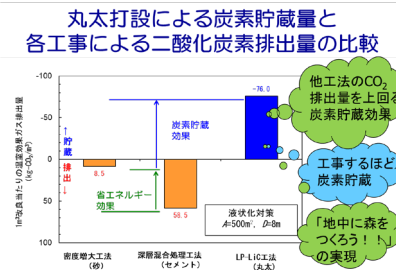 丸太打設による炭素貯蔵量と
各工事による二酸化炭素排出量の比較
1m³改良当たりの温室効果ガス排出量
(kg-CO₂/m³)
-100
-50
0
50
100
↑貯蔵
排出↓
8.5
58.5
-76.0
炭素貯蔵
効果
省エネルギー
効果
液状化対策
A=500m², D=8m
密度増大工法
(砂)
深層混合処理工法
(セメント)
LP-LiC工法
(丸太)
他工法のCO₂
排出量を上回る
炭素貯蔵効果
工事するほど
炭素貯蔵
「地中に森を
つくろう!!」
の実現